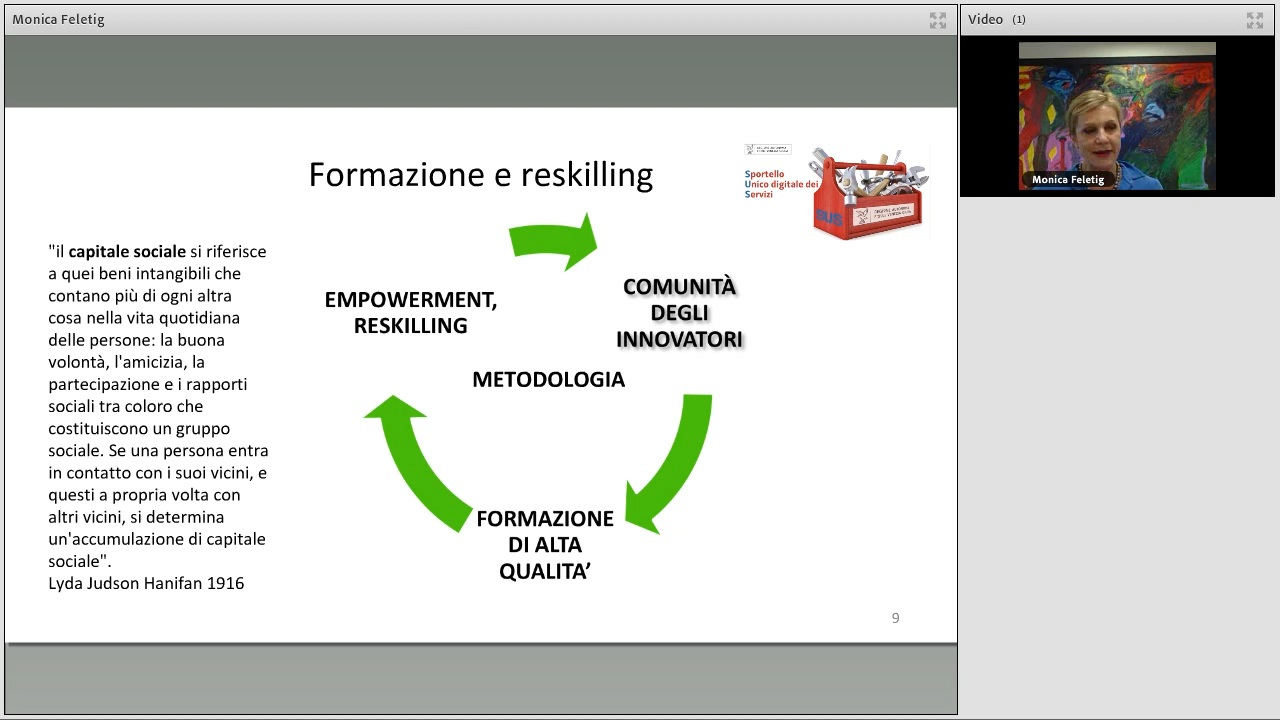 Monica Feletig
Video (1)
Monica Feletig
Formazione e reskilling
Sportello
Unico digitale dei
Servizi
SUS
"il capitale sociale si riferisce
a quei beni intangibili che
contano più di ogni altra
cosa nella vita quotidiana
delle persone: la buona
volontà, l'amicizia, la
partecipazione e i rapporti
sociali tra coloro che
costituiscono un gruppo
sociale. Se una persona entra
in contatto con i suoi vicini, e
questi a propria volta con
altri vicini, si determina
un'accumulazione di capitale
sociale".
Lyda Judson Hanifan 1916
EMPOWERMENT,
RESKILLING
COMUNITÀ
DEGLI
INNOVATORI
METODOLOGIA
FORMAZIONE
DI ALTA
QUALITA’
9